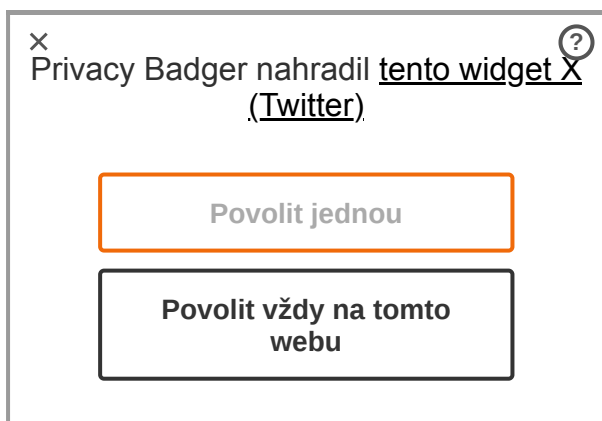 ×
?
Privacy Badger nahradil tento widget X
(Twitter)
Povolit jednou
Povolit vždy na tomto
webu